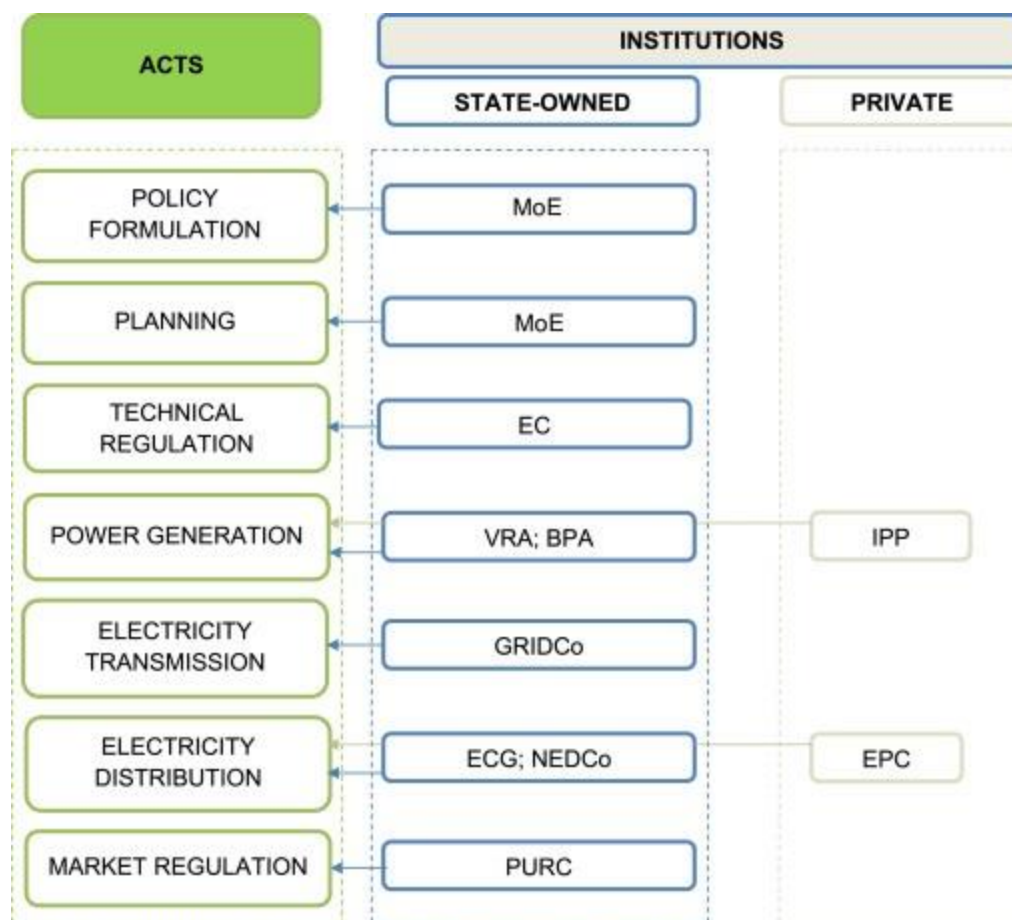 ACTS
INSTITUTIONS
STATE-OWNED
PRIVATE
POLICY
FORMULATION
MoE
PLANNING
MoE
TECHNICAL
REGULATION
EC
POWER GENERATION
VRA; BPA
IPP
ELECTRICITY
TRANSMISSION
GRIDCo
ELECTRICITY
DISTRIBUTION
ECG; NEDCo
EPC
MARKET REGULATION
PURC